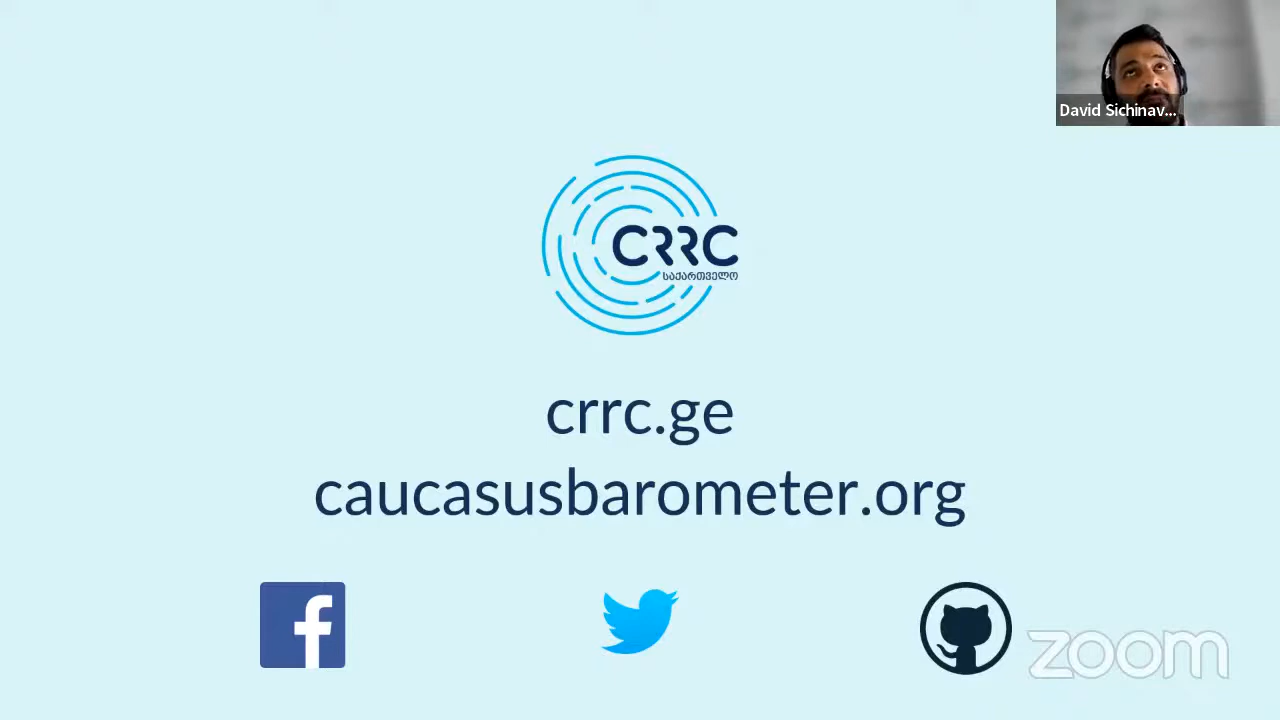 David Sichinav...
CRRC
საქართველო
crrc.ge
caucasusbarometer.org
zoom